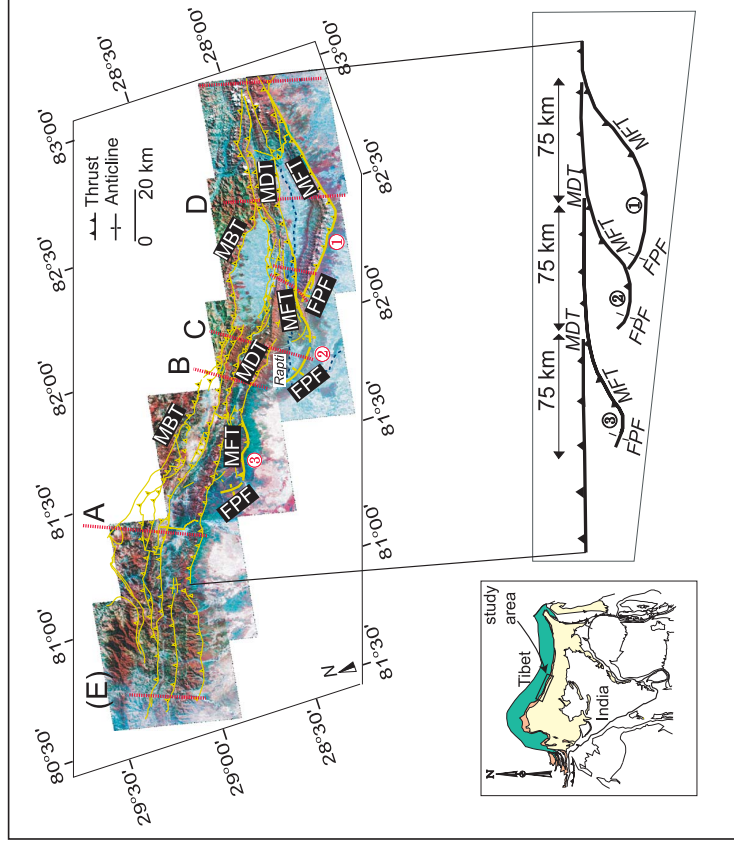 (E)
A
B
C
D
80°30'
81°00'
81°30'
82°00'
82°30'
83°00'
28°30'
28°00'
29°30'
29°00'
28°30'
81°30'
81°00'
81°30'
82°00'
82°30'
83°00'
Thrust
Anticline
0 20 km
MBT
MBT
MDT
MDT
MFT
MFT
MFT
FPF
FPF
FPF
Rapti
3
2
1
N
N
Tibet
study
area
India
75 km
75 km
75 km
MDT
MDT
MFT
MFT
MFT
3
2
1
FPF
FPF
FPF